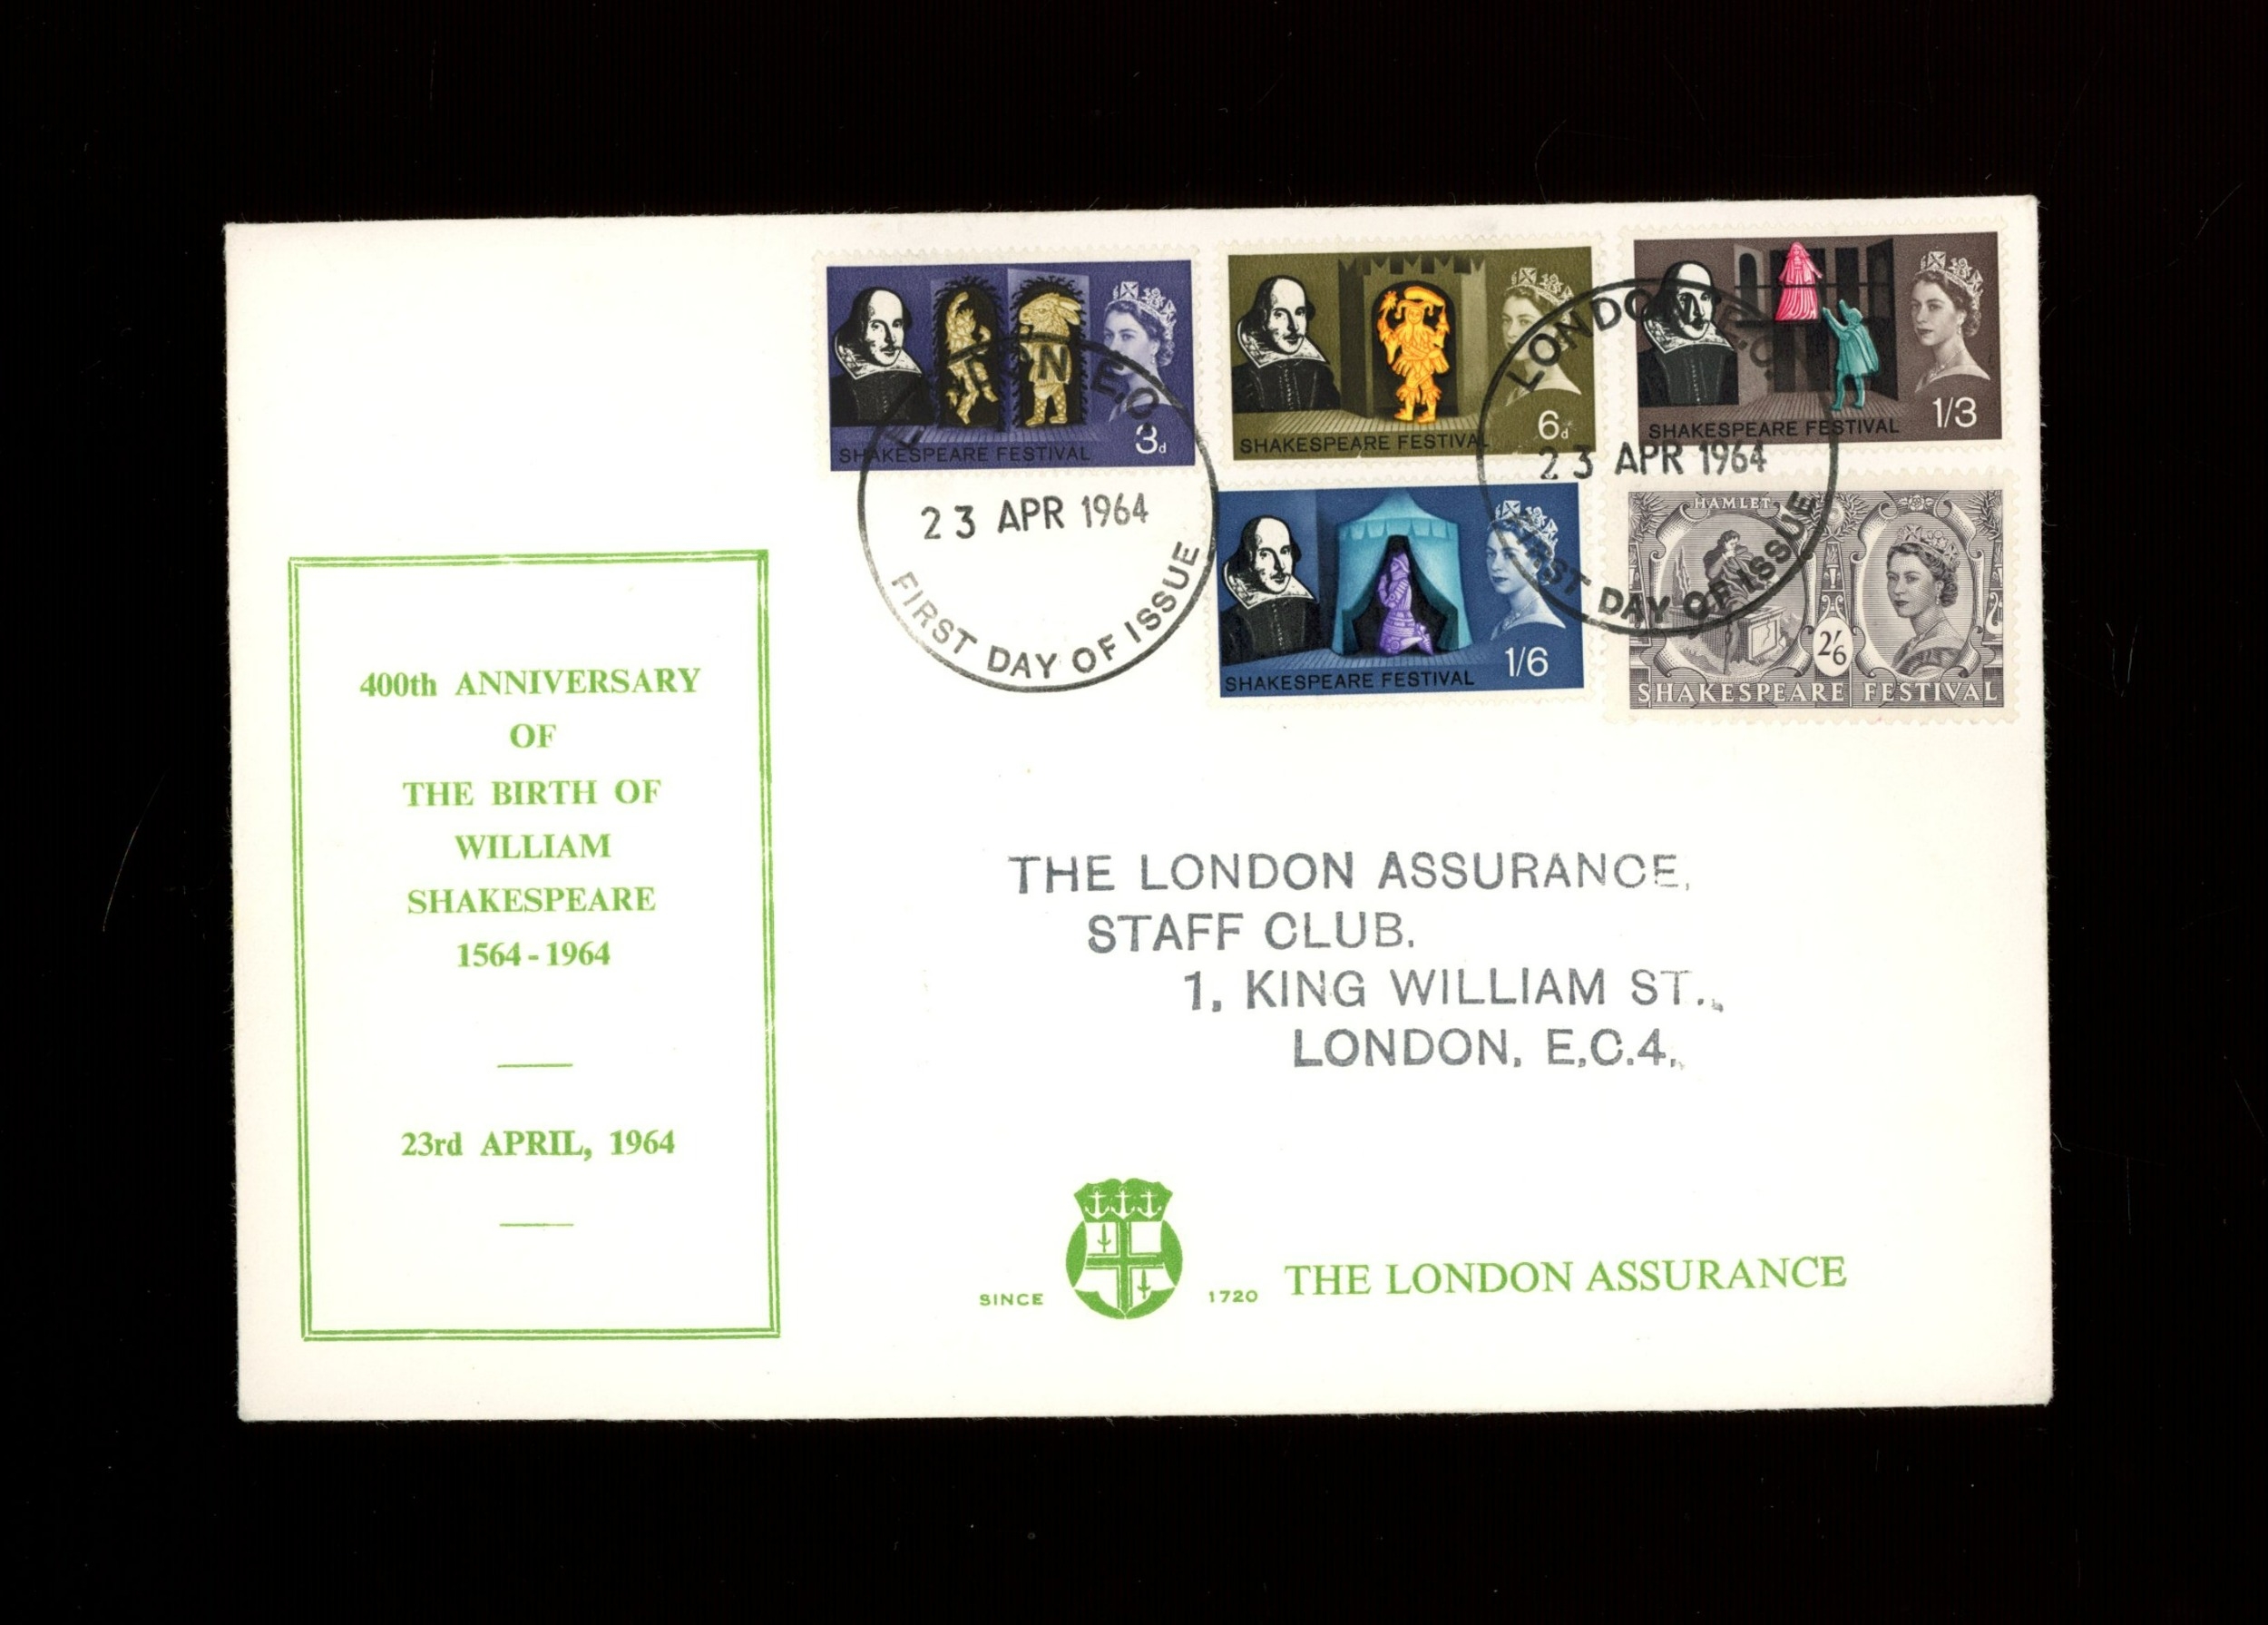 SHAKESPEARE FESTIVAL
3d
SHAKESPEARE FESTIVAL
6d
SHAKESPEARE FESTIVAL
1/3
SHAKESPEARE FESTIVAL
1/6
HAMLET
2/6
SHAKESPEARE FESTIVAL
LONDON E.C.
23 APR 1964
FIRST DAY OF ISSUE
LONDON E.C.
23 APR 1964
FIRST DAY OF ISSUE
400th ANNIVERSARY
OF
THE BIRTH OF
WILLIAM
SHAKESPEARE
1564 - 1964
23rd APRIL, 1964
THE LONDON ASSURANCE,
STAFF CLUB.
1, KING WILLIAM ST.,
LONDON, E.C.4.
SINCE 1720 THE LONDON ASSURANCE